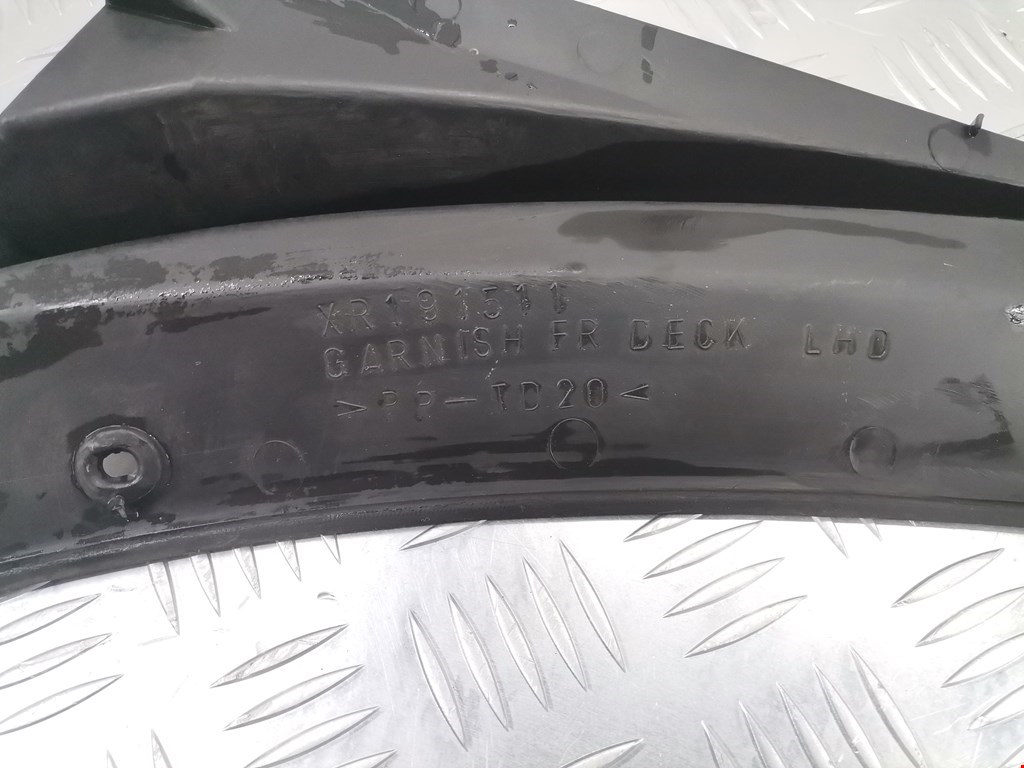 XR191511
GARNISH FR DECK LHD
>PP-TD20<